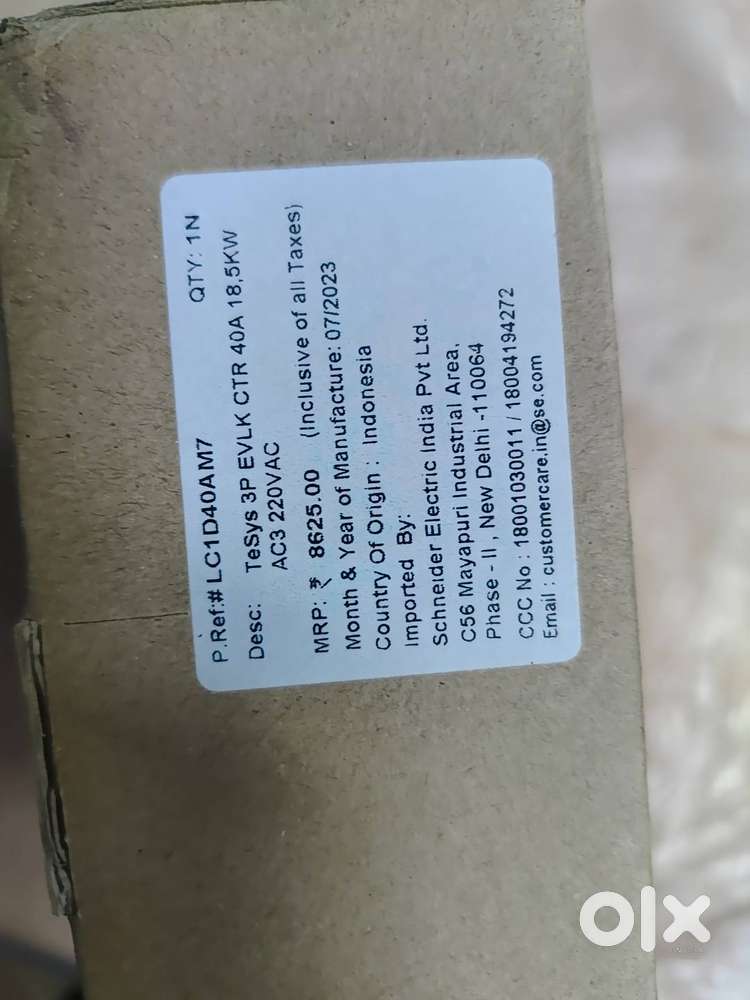 P.Ref:# LC1D40AM7 QTY: 1N
Desc: TeSys 3P EVLK CTR 40A 18,5KW
AC3 220VAC
MRP: ₹ 8625.00 (Inclusive of all Taxes)
Month & Year of Manufacture: 07/2023
Country Of Origin : Indonesia
Imported By:
Schneider Electric India Pvt Ltd.
C56 Mayapuri Industrial Area,
Phase - II , New Delhi -110064
CCC No : 18001030011 / 18004194272
Email : customercare.in@se.com
olx